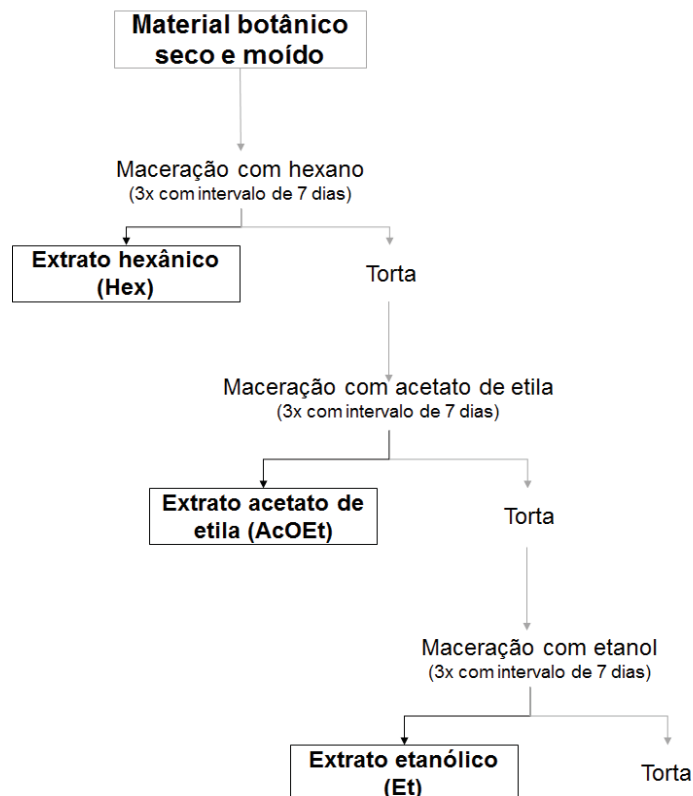 Material botânico
seco e moído
Maceração com hexano
(3x com intervalo de 7 dias)
Extrato hexânico
(Hex)
Torta
Maceração com acetato de etila
(3x com intervalo de 7 dias)
Extrato acetato de
etila (AcOEt)
Torta
Maceração com etanol
(3x com intervalo de 7 dias)
Extrato etanólico
(Et)
Torta